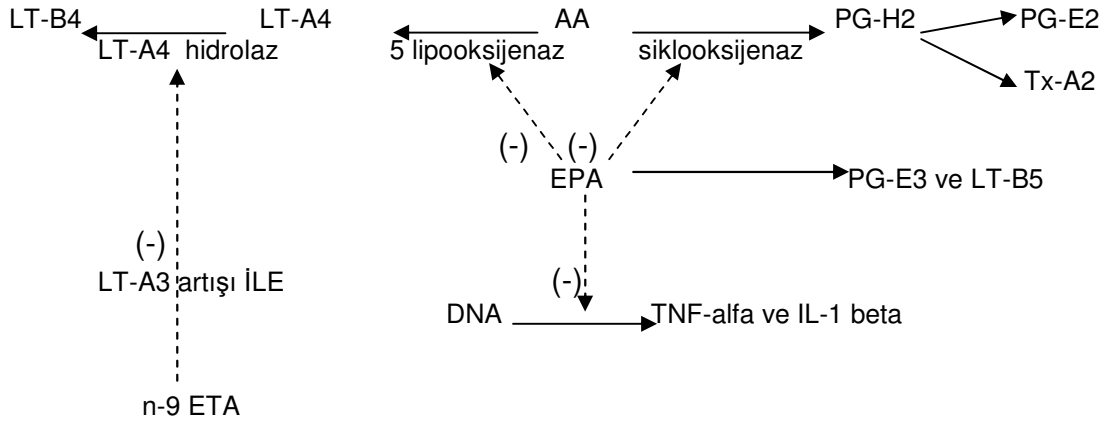 LT-B4 LT-A4 AA PG-H2 PG-E2
LT-A4 hidrolaz 5 lipooksijenaz siklooksijenaz
Tx-A2
(-) (-)
EPA PG-E3 ve LT-B5
(-)
LT-A3 artışı İLE
(-)
DNA TNF-alfa ve IL-1 beta
n-9 ETA